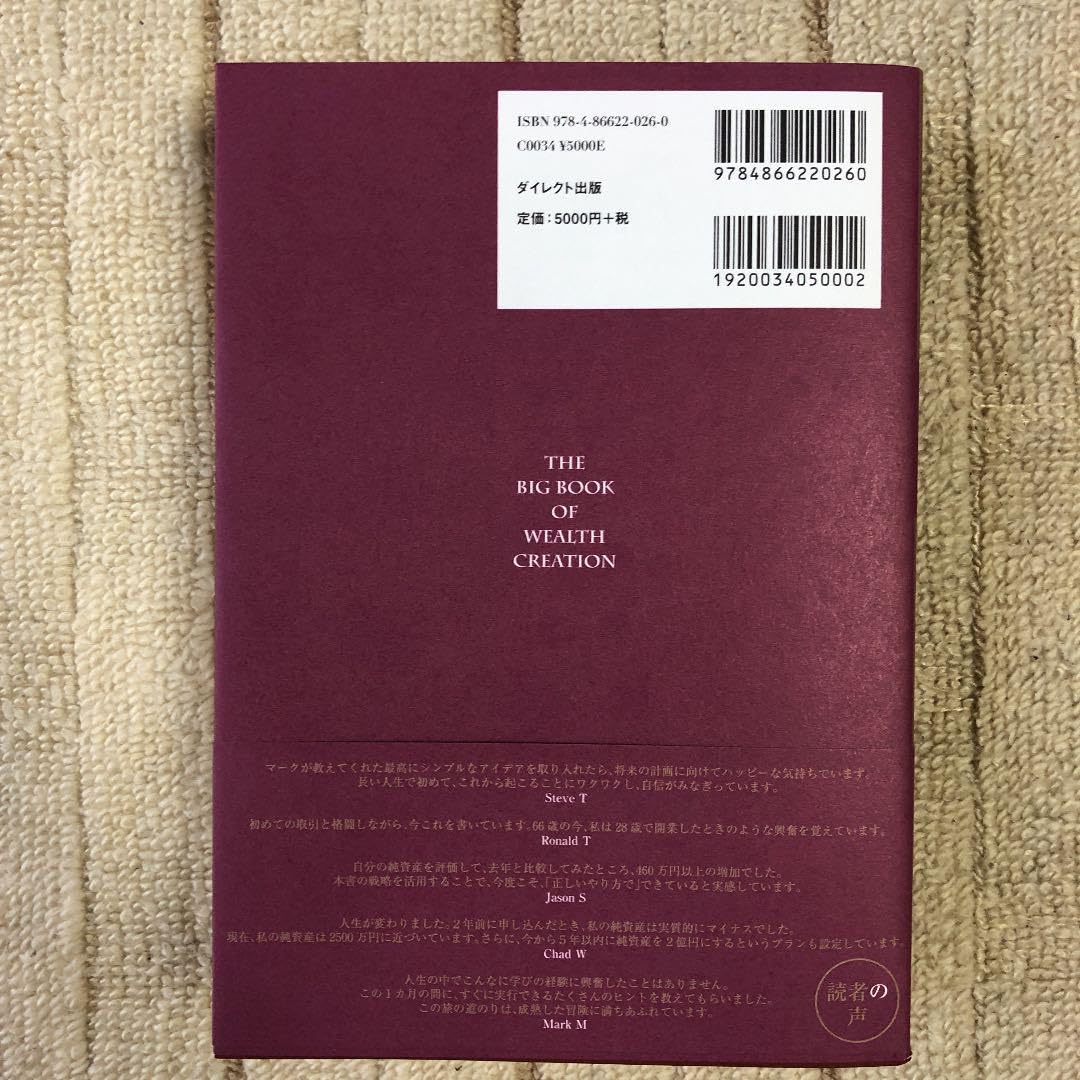 ISBN 978-4-86622-026-0
C0034 ¥5000E
ダイレクト出版
定価：5000円＋税
9784866220260
1920034050002
THE
BIG BOOK
OF
WEALTH
CREATION
マークが教えてくれた最高にシンプルなアイデアを取り入れたら、将来の計画に向けてハッピーな気持ちでいます。
長い人生で初めて、これから起こることにワクワクし、自信がみなぎっています。
Steve T
初めての取引と格闘しながら、今これを書いています。66歳の今、私は28歳で開業したときのような興奮を覚えています。
Ronald T
自分の純資産を評価して、去年と比較してみたところ、460万円以上の増加でした。
本書の戦略を活用することで、今度こそ、「正しいやり方で」できていると実感しています。
Jason S
人生が変わりました。2年前に申し込んだとき、私の純資産は実質的にマイナスでした。
現在、私の純資産は2500万円に近づいています。さらに、今から5年以内に純資産を2億円にするというプランも設定しています。
Chad W
人生の中でこんなに学びの経験に興奮したことはありません。
この1カ月の間に、すぐに実行できるたくさんのヒントを教えてもらいました。
この旅の道のりは、成熟した冒険に満ちあふれています。
Mark M
読者の
声